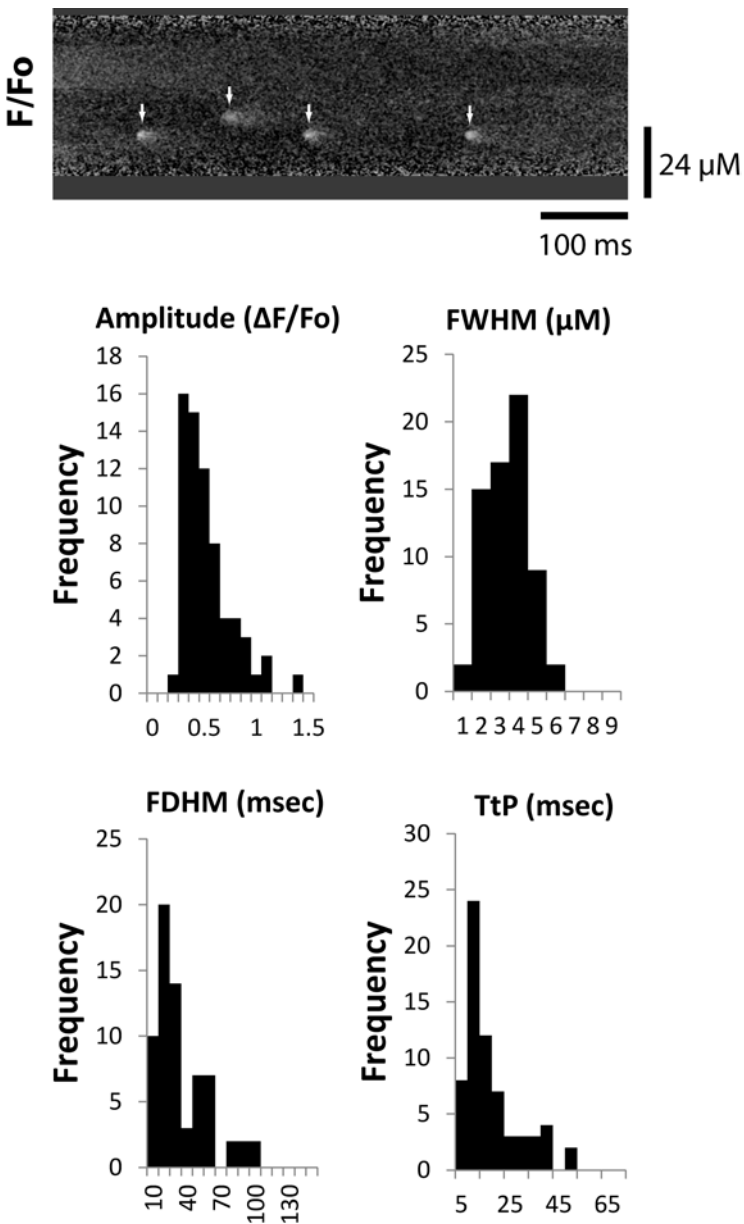 F/Fo
24 μM
100 ms
Amplitude (ΔF/Fo)
Frequency
18
16
14
12
10
8
6
4
2
0
0 0.5 1 1.5
FWHM (μM)
Frequency
25
20
15
10
5
0
1 2 3 4 5 6 7 8 9
FDHM (msec)
Frequency
25
20
15
10
5
0
10 40 70 100 130
TtP (msec)
Frequency
30
25
20
15
10
5
0
5 25 45 65